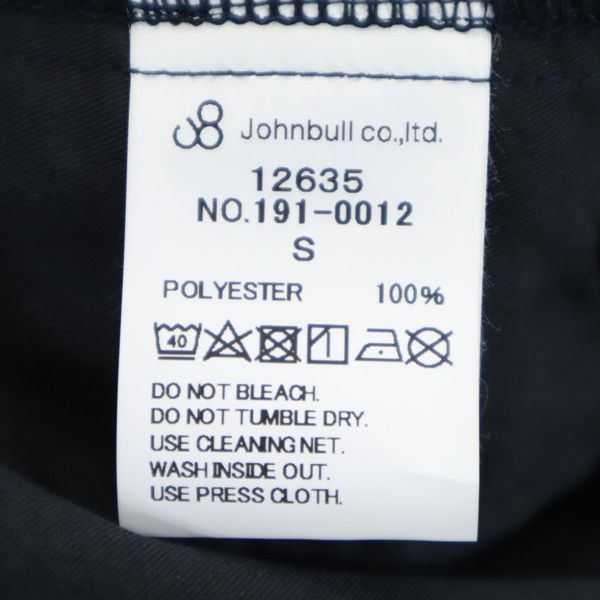 Johnbull co.,ltd.
12635
NO.191-0012
S
POLYESTER 100%
40
DO NOT BLEACH.
DO NOT TUMBLE DRY.
USE CLEANING NET.
WASH INSIDE OUT.
USE PRESS CLOTH.